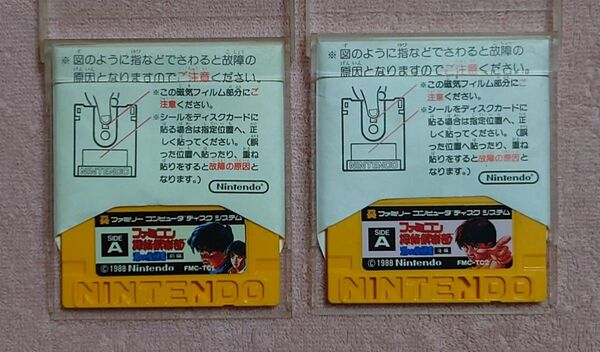 ※図のように指などでさわると故障の
原因となりますのでご注意ください。
※この磁気フィルム部分にご
注意ください。
※シールをディスクカードに
貼る場合は指定位置へ、正
しく貼ってください。(誤
った位置へ貼ったり、重ね
貼りをすると故障の原因と
なります。)
NINTENDO
Nintendo®
ファミリー コンピュータ ディスク システム
SIDE
A
ファミコン
探偵倶楽部
前編
©1988 Nintendo
FMC-TC1
NINTENDO
※図のように指などでさわると故障の
原因となりますのでご注意ください。
※この磁気フィルム部分にご
注意ください。
※シールをディスクカードに
貼る場合は指定位置へ、正
しく貼ってください。(誤
った位置へ貼ったり、重ね
貼りをすると故障の原因と
なります。)
NINTENDO
Nintendo®
ファミリー コンピュータ ディスク システム
SIDE
A
ファミコン
探偵倶楽部
後編
©1988 Nintendo
FMC-TC2
NINTENDO